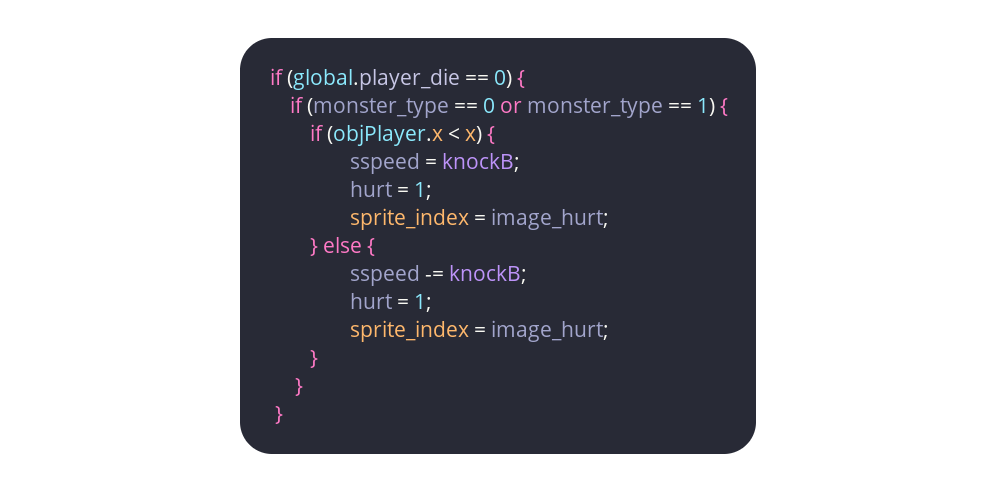 if (global.player_die == 0) {
if (monster_type == 0 or monster_type == 1) {
if (objPlayer.x < x) {
sspeed = knockB;
hurt = 1;
sprite_index = image_hurt;
} else {
sspeed -= knockB;
hurt = 1;
sprite_index = image_hurt;
}
}
}